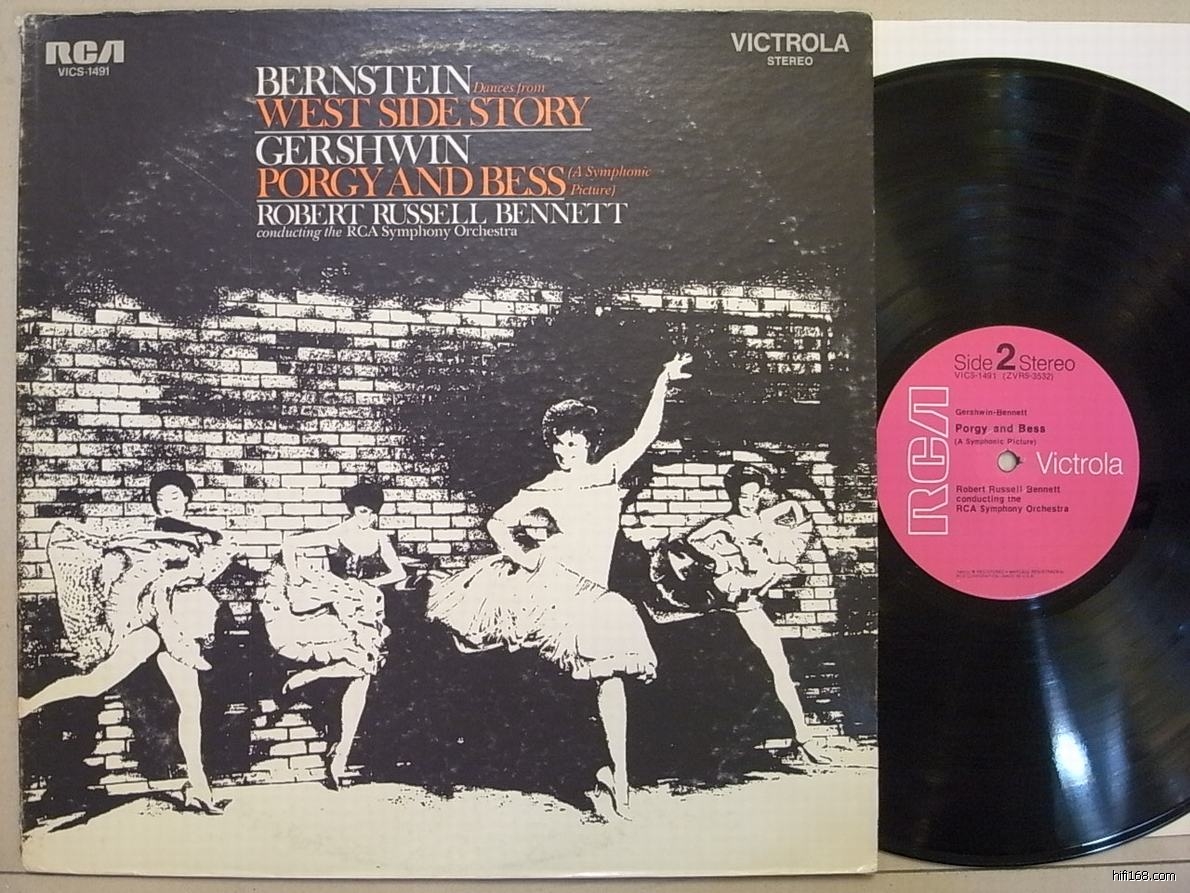 RCA
VICS-1491
VICTROLA
STEREO
BERNSTEIN Dances from
WEST SIDE STORY
GERSHWIN
PORGY AND BESS (A Symphonic
Picture)
ROBERT RUSSELL BENNETT
conducting the RCA Symphony Orchestra
Side 2 Stereo
VICS-1491 (ZVRS-3532)
Gershwin-Bennett
Porgy and Bess
(A Symphonic Picture)
RCA
Victrola
Robert Russell Bennett
conducting the
RCA Symphony Orchestra
hifi168.com